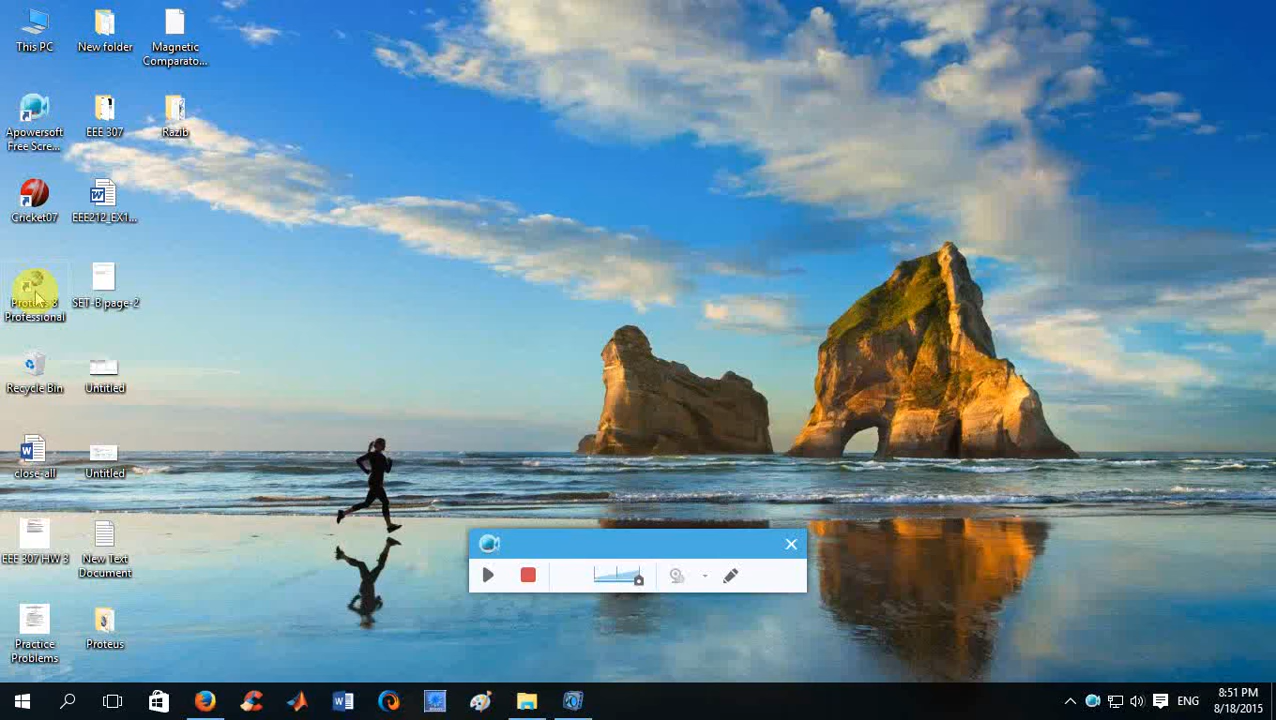 This PC
New folder
Magnetic
Comparato...
Apowersoft
Free Scre...
EEE 307
Razib
Cricket07
EEE212_EX1...
Proteus 8
Professional
SET-B page-2
Recycle Bin
Untitled
close-all
Untitled
EEE 307 HW 3
New Text
Document
Practice
Problems
Proteus
ENG
8:51 PM
8/18/2015